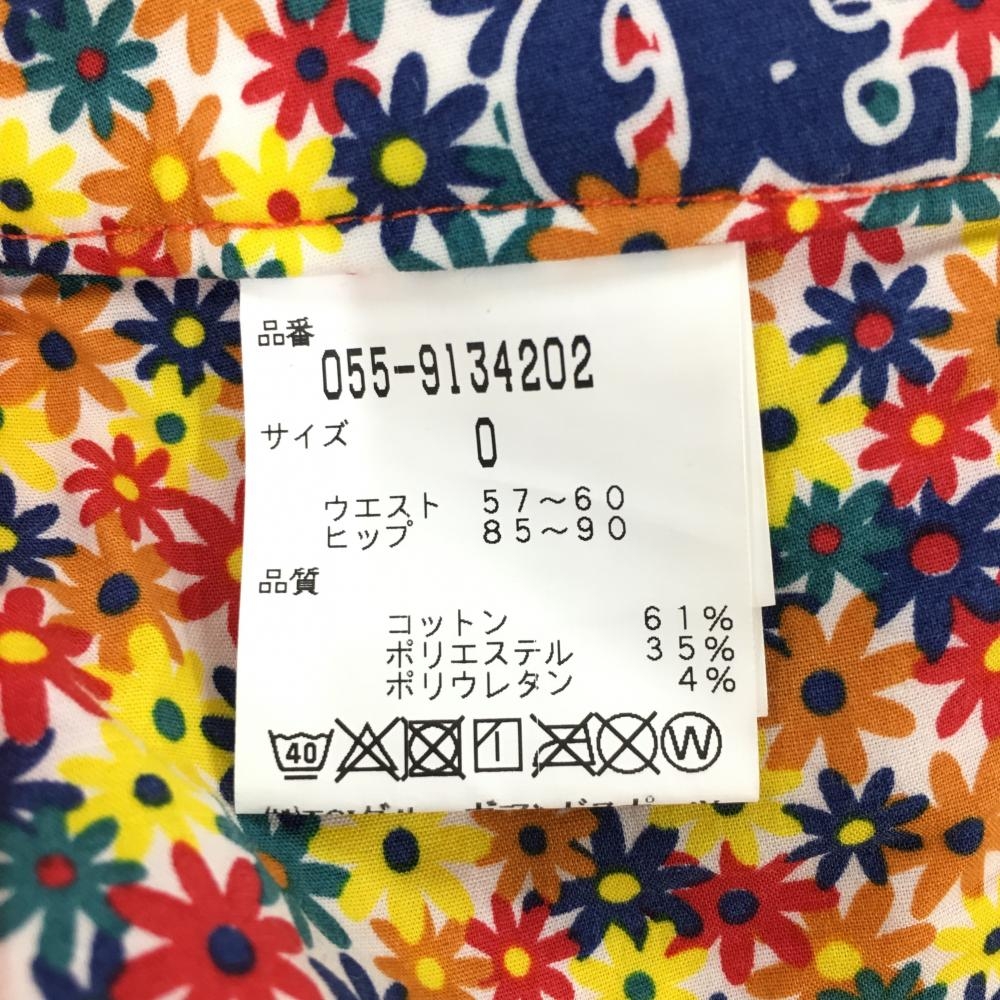 品番
055-9134202
サイズ 0
ウエスト 57～60
ヒップ 85～90
品質
コットン 61%
ポリエステル 35%
ポリウレタン 4%
40 W